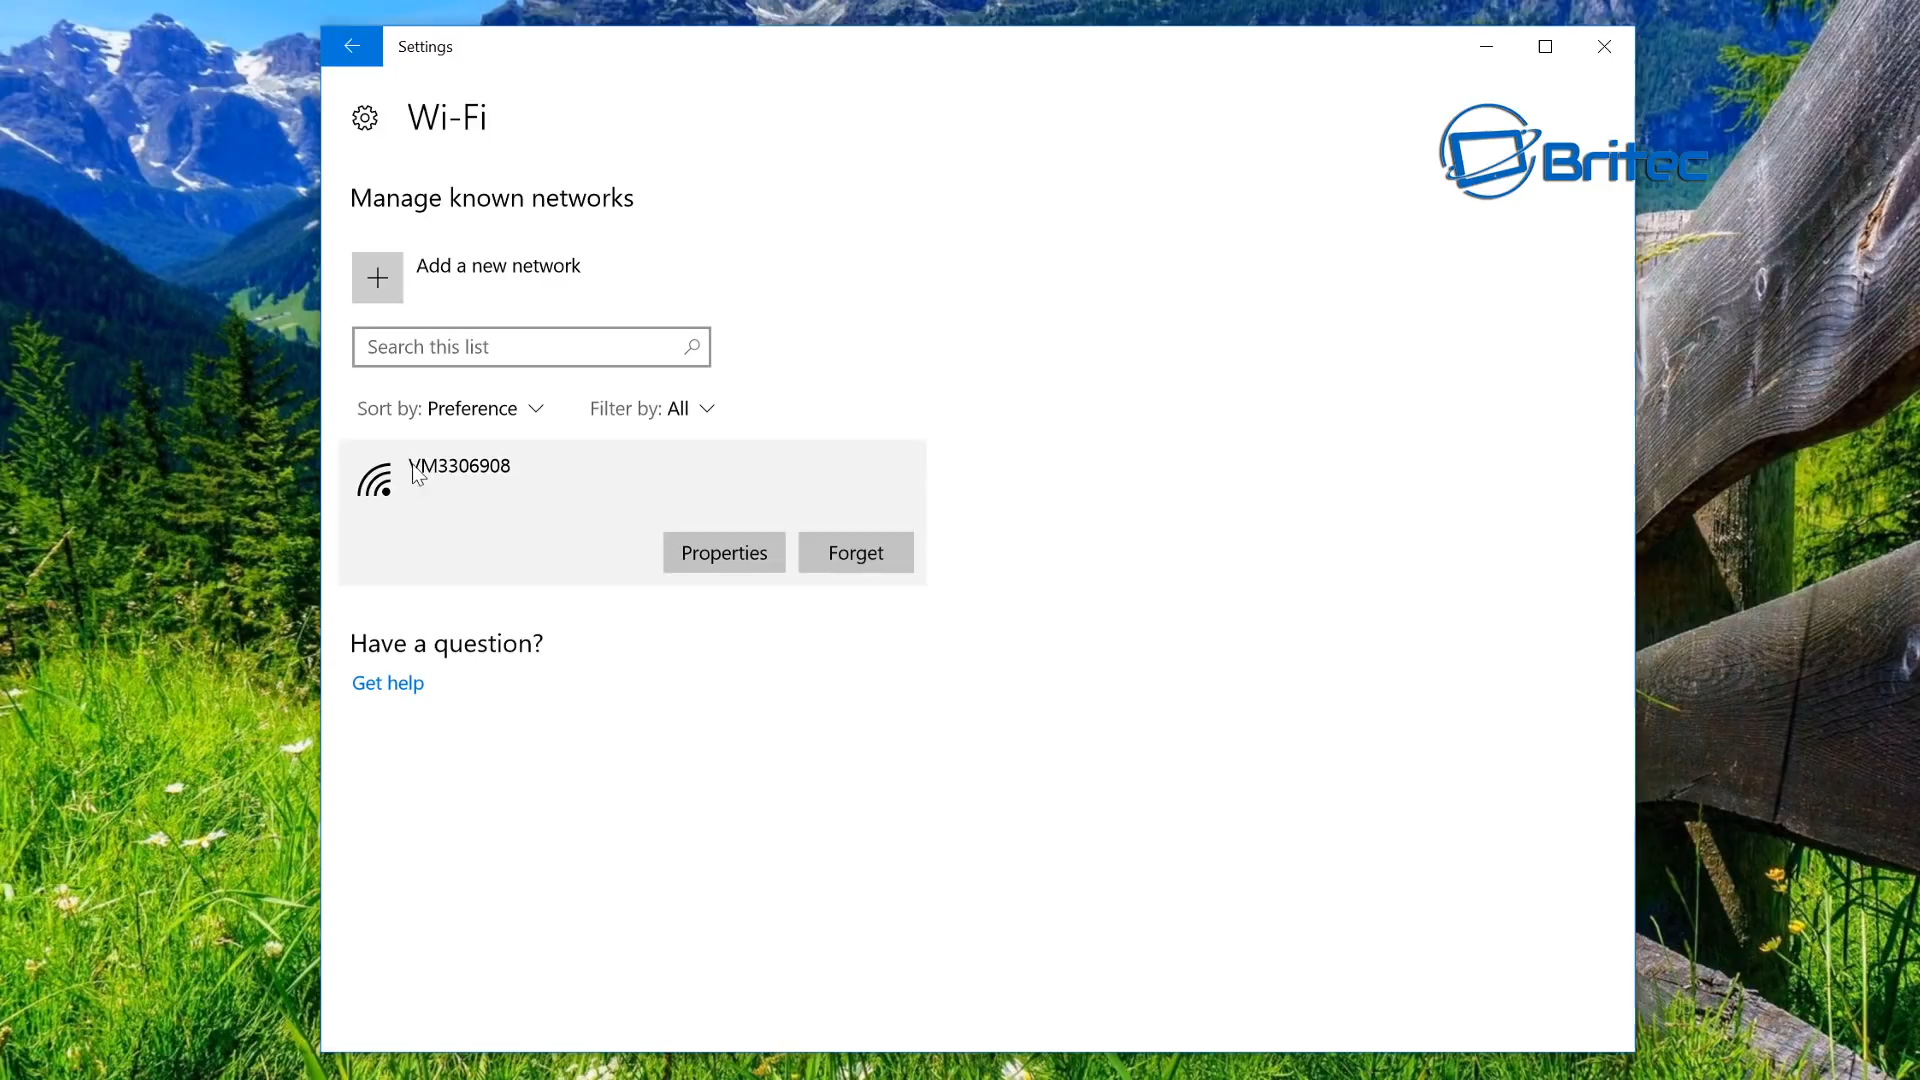 Settings
Wi-Fi
Britec
Manage known networks
Add a new network
Search this list
Sort by: Preference Filter by: All
VM3306908
Properties Forget
Have a question?
Get help